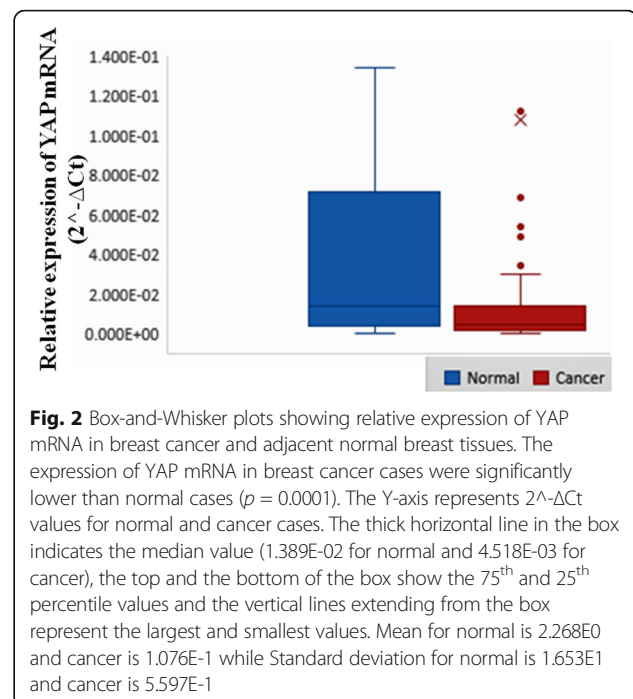 Relative expression of YAP mRNA
(2^-ΔCt)
1.400E-01
1.200E-01
1.000E-01
8.000E-02
6.000E-02
4.000E-02
2.000E-02
0.000E+00
Normal Cancer
Fig. 2 Box-and-Whisker plots showing relative expression of YAP
mRNA in breast cancer and adjacent normal breast tissues. The
expression of YAP mRNA in breast cancer cases were significantly
lower than normal cases (p = 0.0001). The Y-axis represents 2^-ΔCt
values for normal and cancer cases. The thick horizontal line in the box
indicates the median value (1.389E-02 for normal and 4.518E-03 for
cancer), the top and the bottom of the box show the 75th and 25th
percentile values and the vertical lines extending from the box
represent the largest and smallest values. Mean for normal is 2.268E0
and cancer is 1.076E-1 while Standard deviation for normal is 1.653E1
and cancer is 5.597E-1